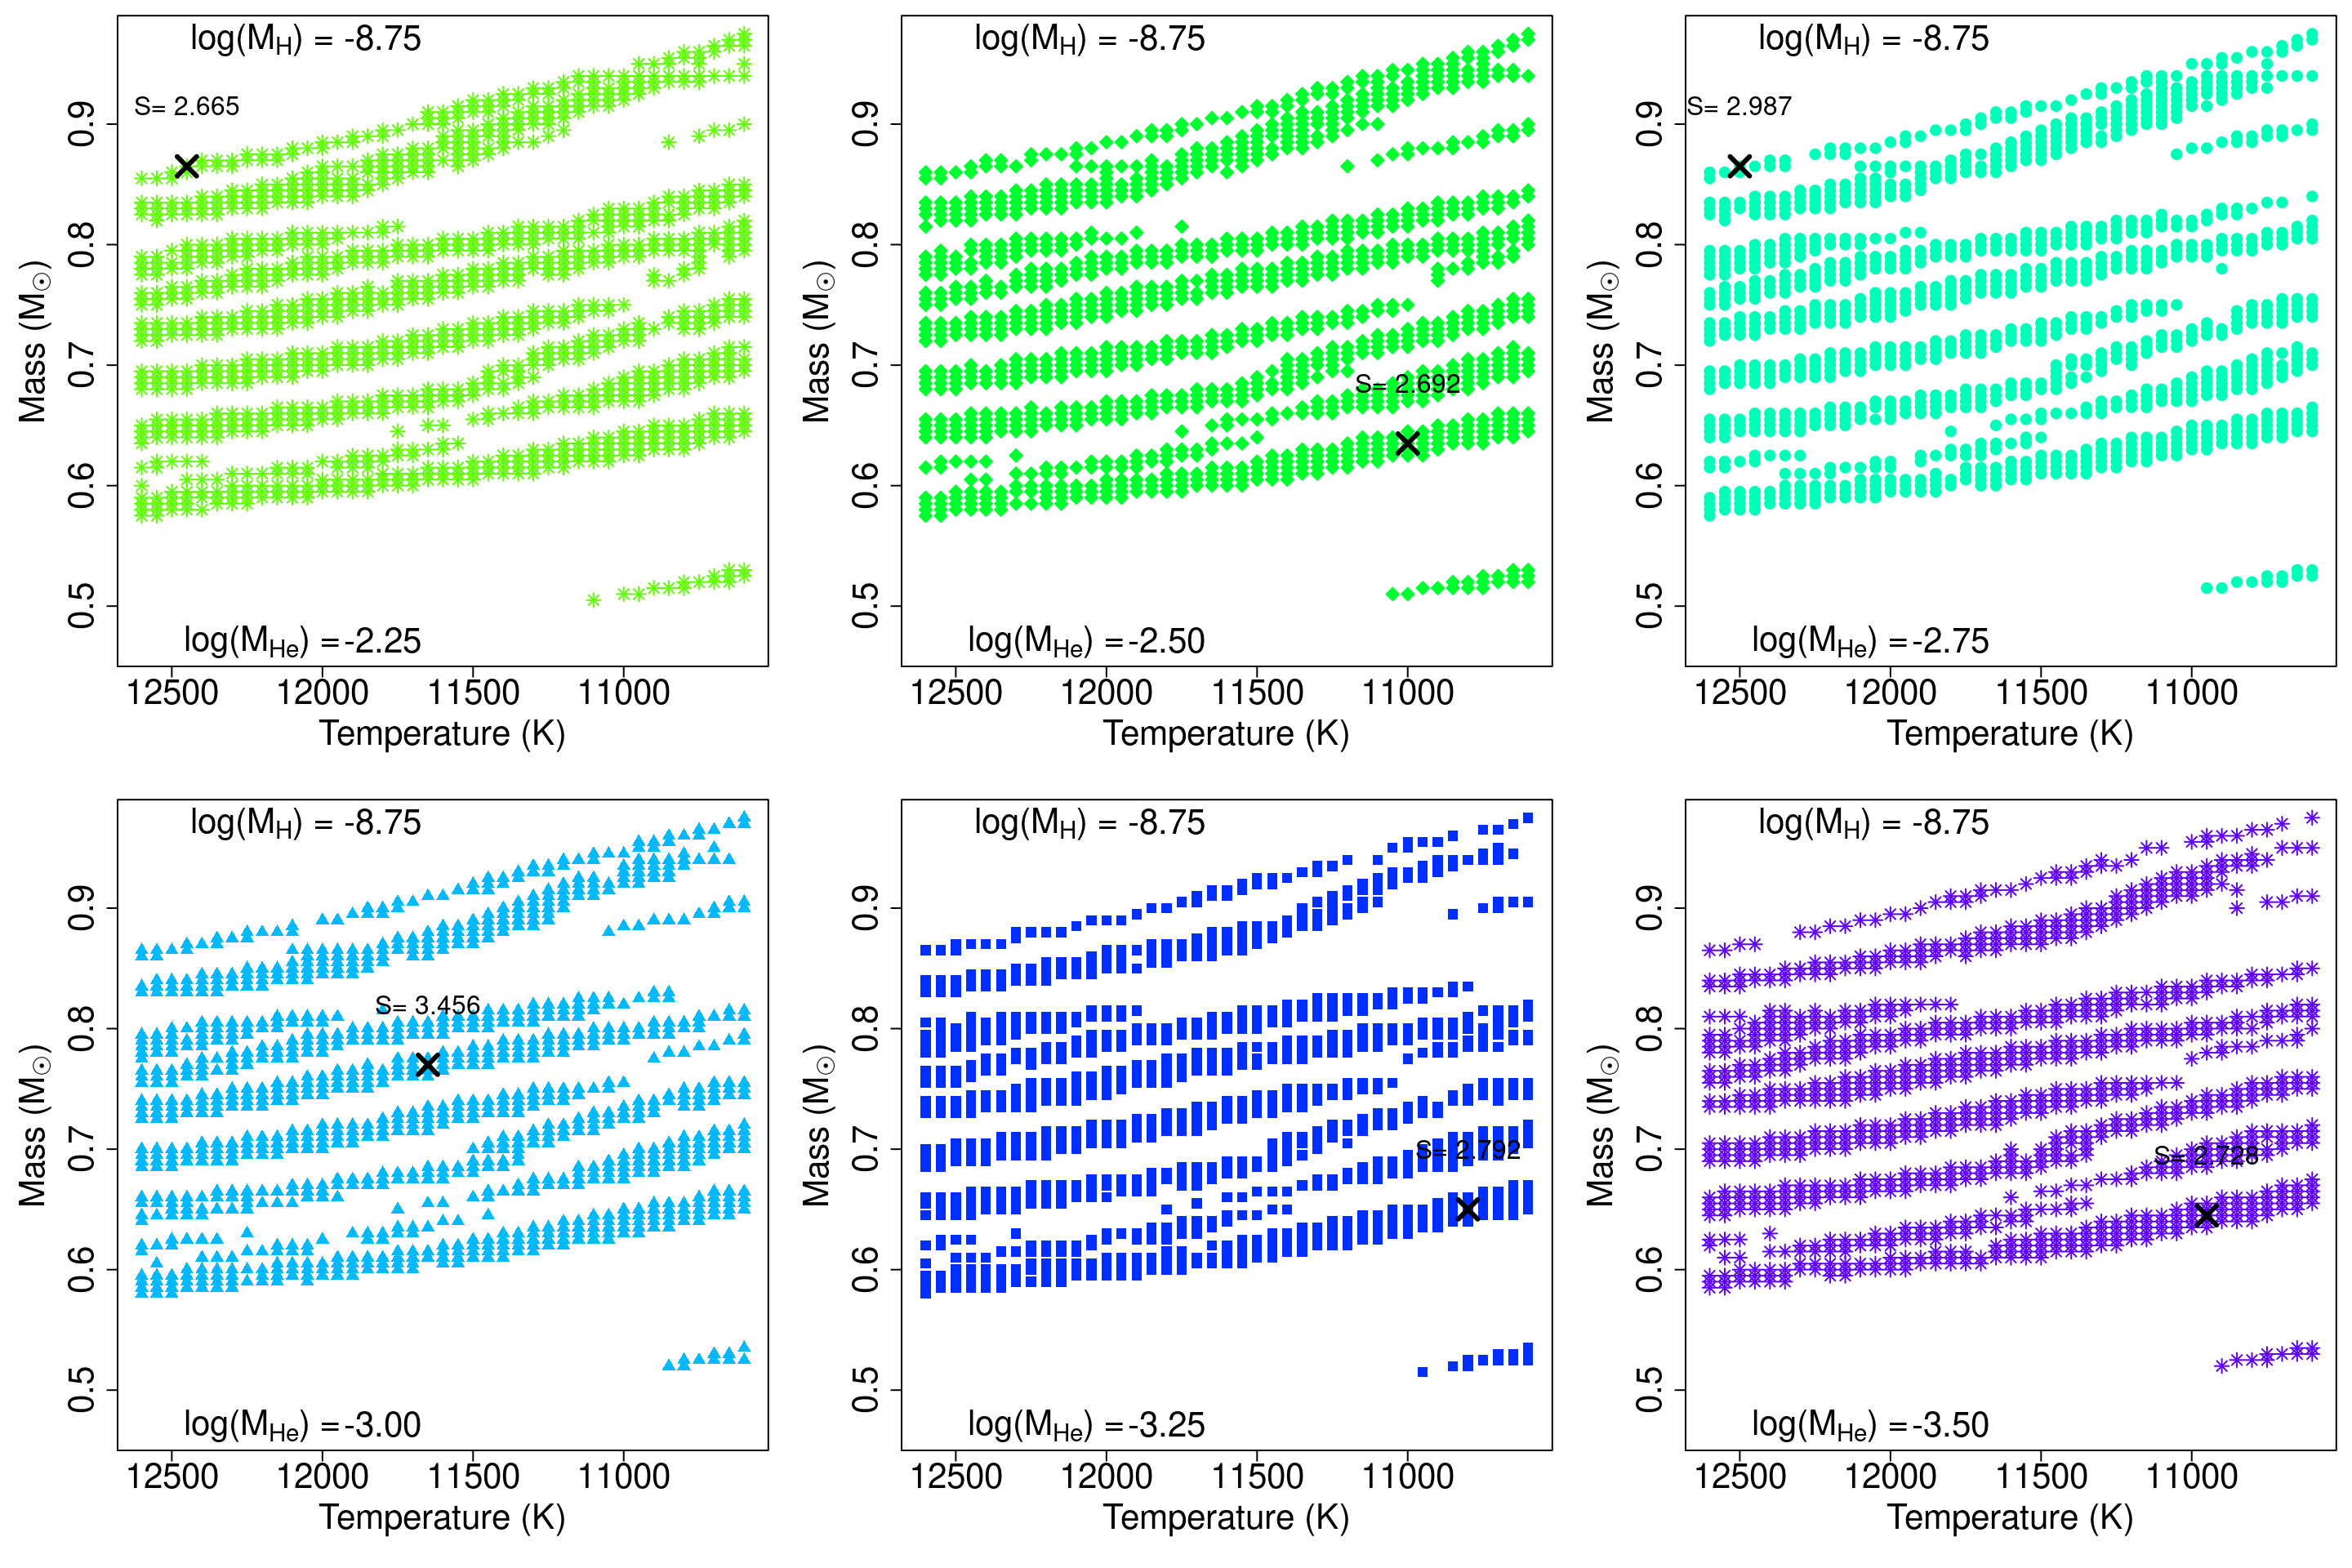 log(M_H) = -8.75
S= 2.665
0.5 0.6 0.7 0.8 0.9
Mass (M☉)
log(M_He) =-2.25
12500 12000 11500 11000
Temperature (K)
log(M_H) = -8.75
S= 2.692
0.5 0.6 0.7 0.8 0.9
Mass (M☉)
log(M_He) =-2.50
12500 12000 11500 11000
Temperature (K)
log(M_H) = -8.75
S= 2.987
0.5 0.6 0.7 0.8 0.9
Mass (M☉)
log(M_He) =-2.75
12500 12000 11500 11000
Temperature (K)
log(M_H) = -8.75
S= 3.456
0.5 0.6 0.7 0.8 0.9
Mass (M☉)
log(M_He) =-3.00
12500 12000 11500 11000
Temperature (K)
log(M_H) = -8.75
S= 2.792
0.5 0.6 0.7 0.8 0.9
Mass (M☉)
log(M_He) =-3.25
12500 12000 11500 11000
Temperature (K)
log(M_H) = -8.75
S= 2.728
0.5 0.6 0.7 0.8 0.9
Mass (M☉)
log(M_He) =-3.50
12500 12000 11500 11000
Temperature (K)